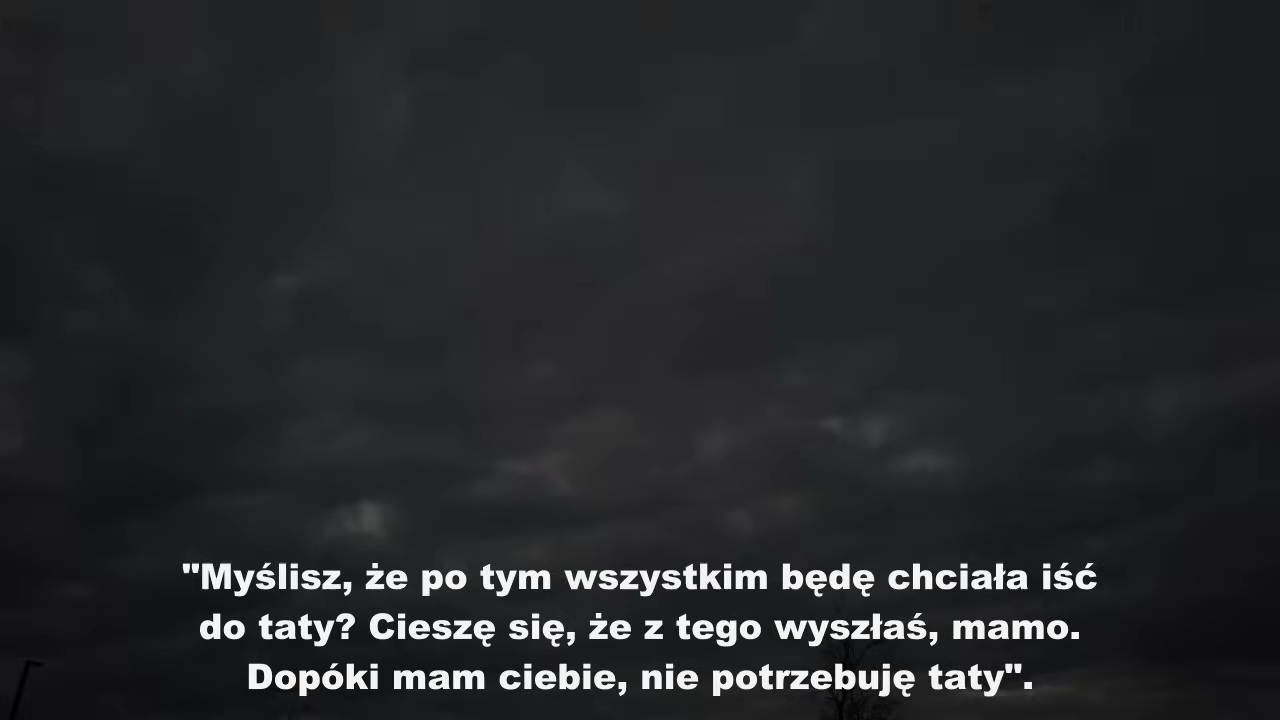 "Myślisz, że po tym wszystkim będę chciała iść
do taty? Cieszę się, że z tego wyszłaś, mamo.
Dopóki mam ciebie, nie potrzebuję taty".